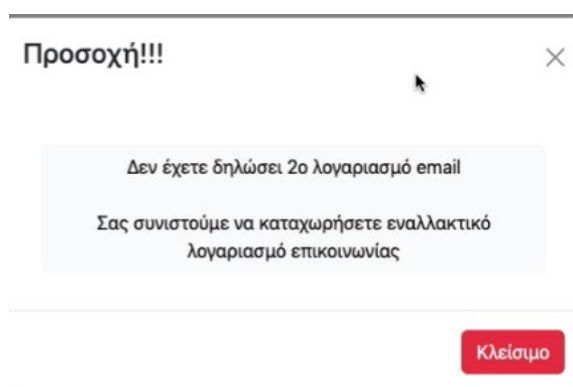 Προσοχή!!!
Δεν έχετε δηλώσει 2ο λογαριασμό email
Σας συνιστούμε να καταχωρήσετε εναλλακτικό
λογαριασμό επικοινωνίας
Κλείσιμο